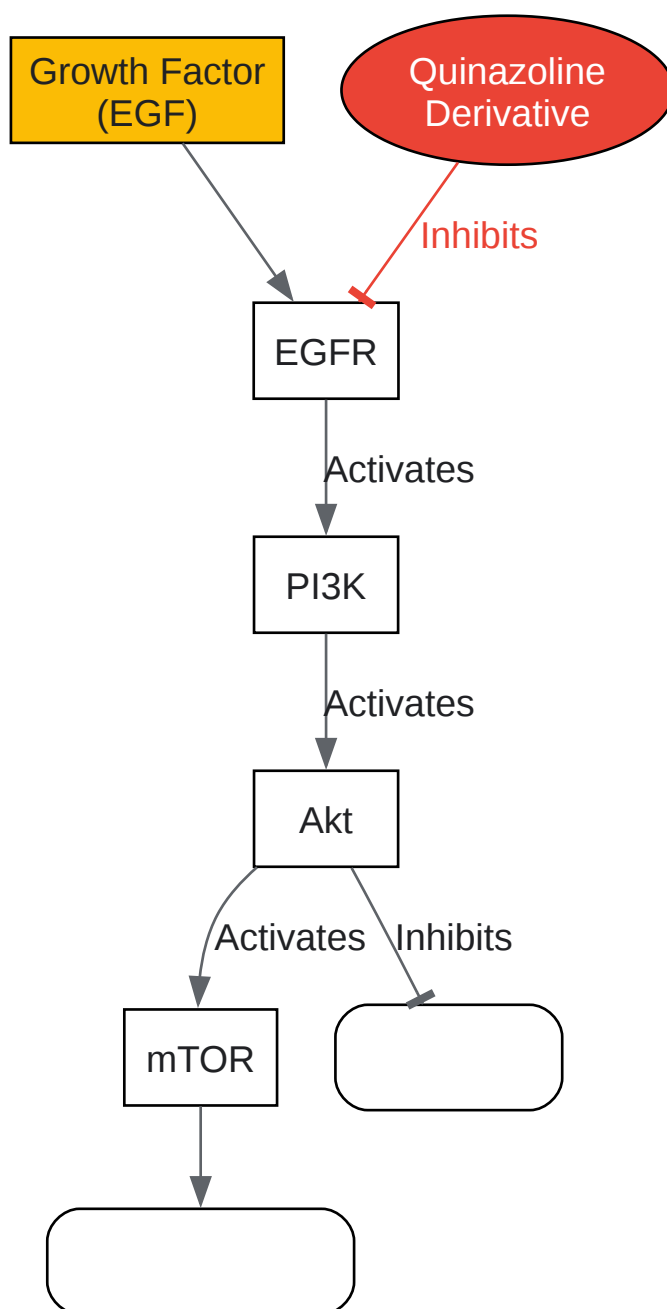 Growth Factor
(EGF)
Quinazoline
Derivative
Inhibits
EGFR
Activates
PI3K
Activates
Akt
Activates
Inhibits
mTOR